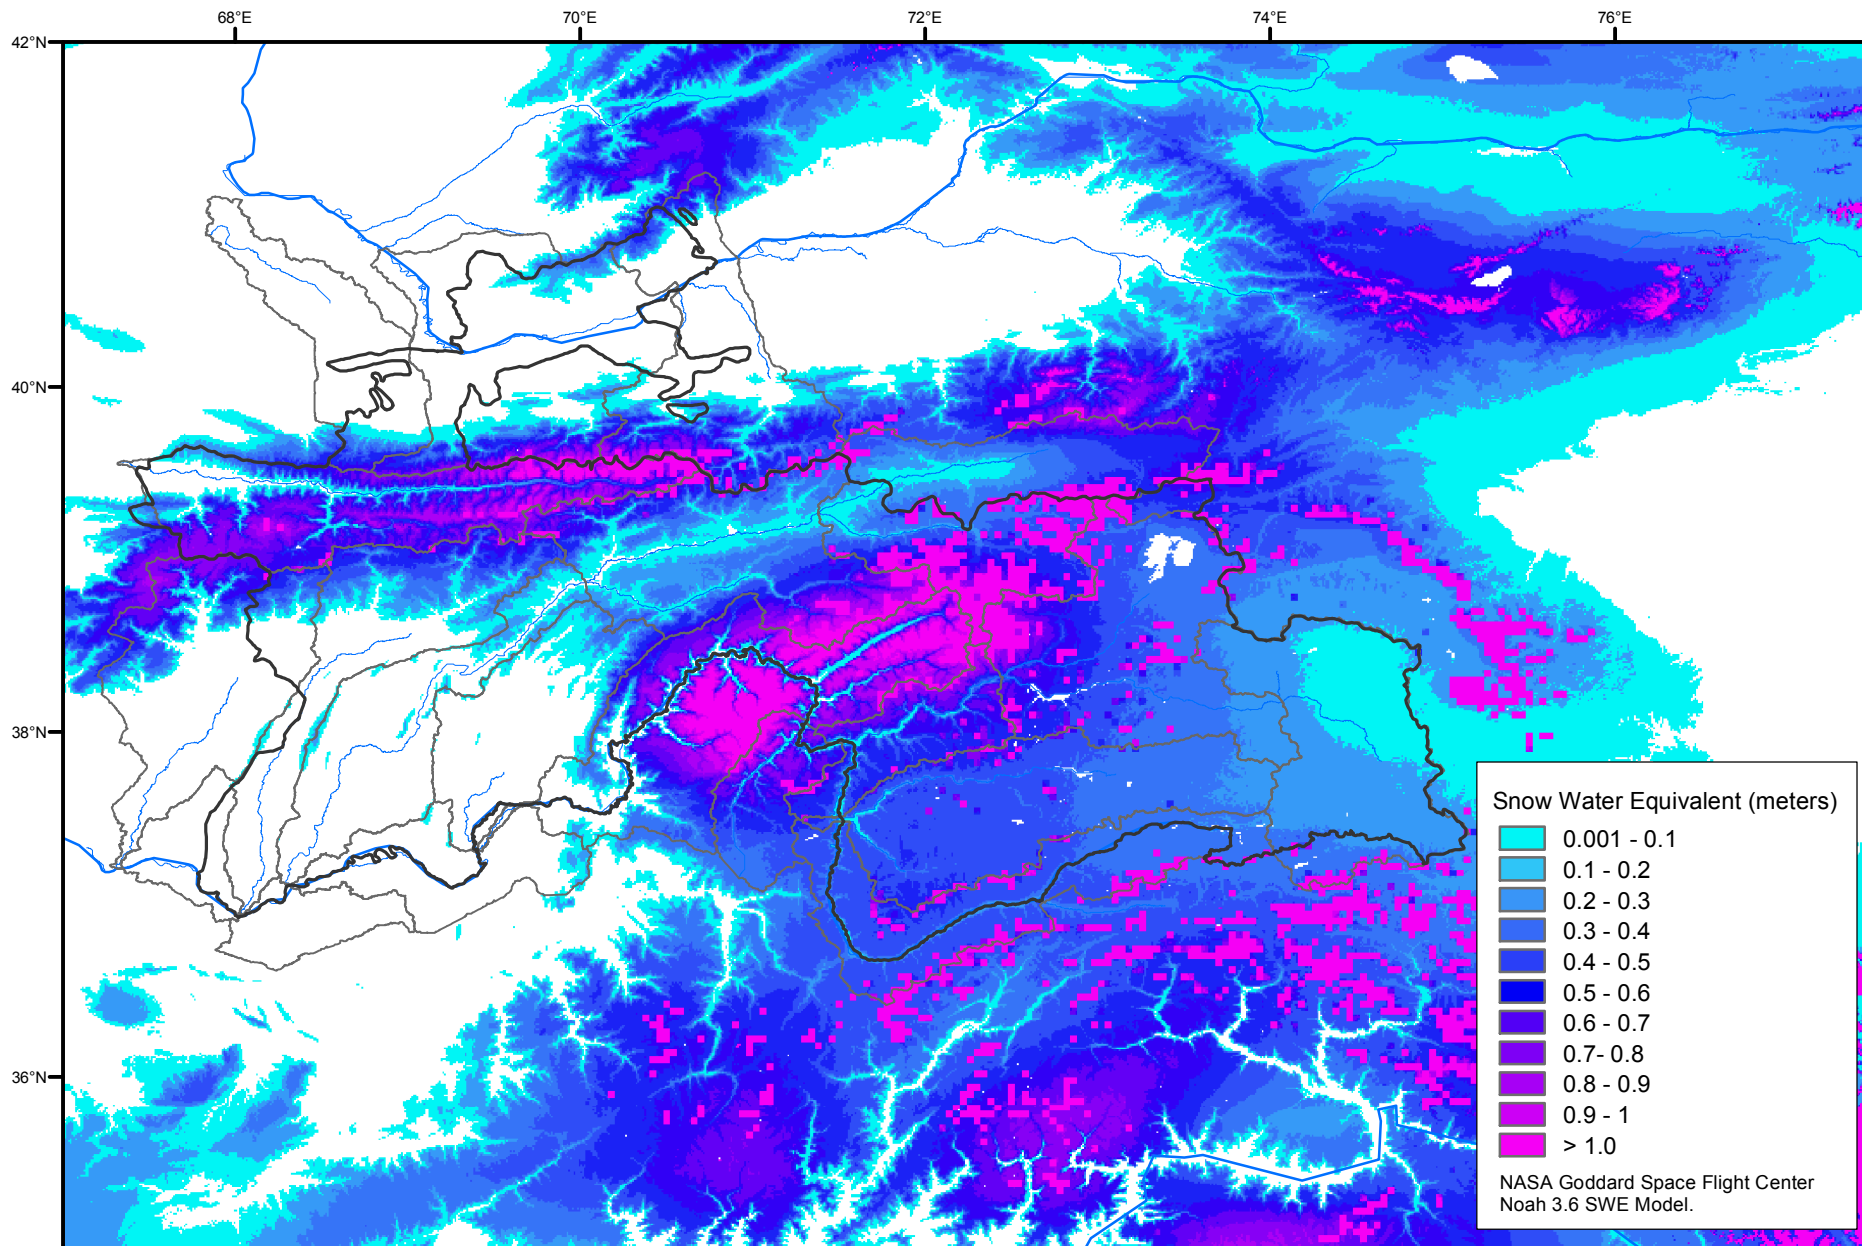 68°E 70°E 72°E 74°E 76°E
42°N
40°N
38°N
36°N
Snow Water Equivalent (meters)
0.001 - 0.1
0.1 - 0.2
0.2 - 0.3
0.3 - 0.4
0.4 - 0.5
0.5 - 0.6
0.6 - 0.7
0.7- 0.8
0.8 - 0.9
0.9 - 1
> 1.0
NASA Goddard Space Flight Center
Noah 3.6 SWE Model.